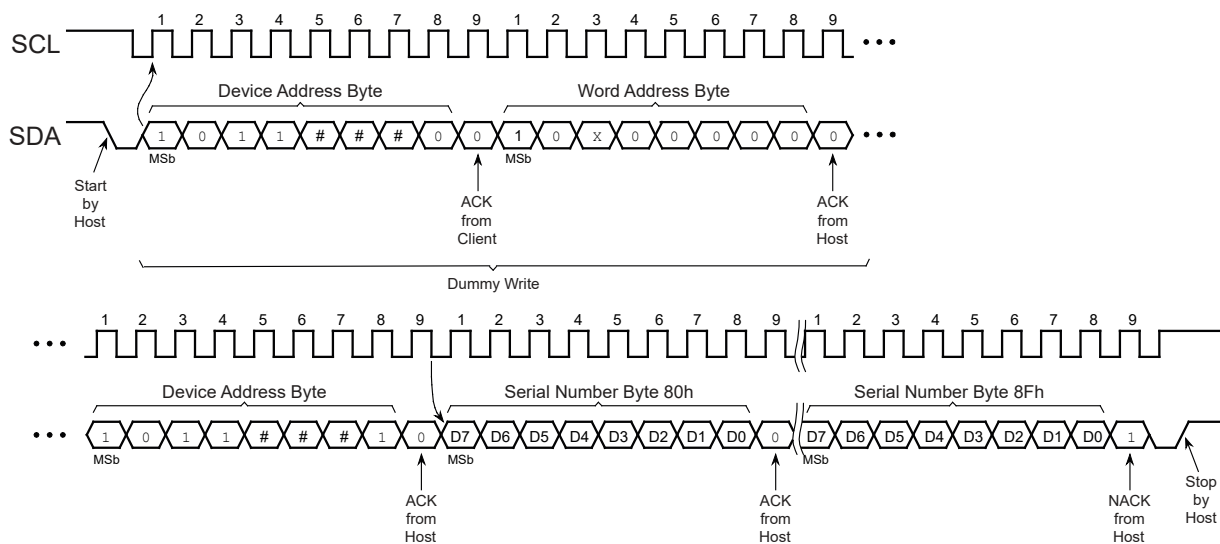 1 2 3 4 5 6 7 8 9 1 2 3 4 5 6 7 8 9
SCL
Device Address Byte Word Address Byte
SDA 1 0 1 1 # # # 0 0 1 0 X 0 0 0 0 0 0 0
MSb MSb
Start
by
Host
ACK
from
Client
ACK
from
Host
Dummy Write
1 2 3 4 5 6 7 8 9 1 2 3 4 5 6 7 8 9 1 2 3 4 5 6 7 8 9
Device Address Byte Serial Number Byte 80h Serial Number Byte 8Fh
1 0 1 1 # # # 1 0 D7 D6 D5 D4 D3 D2 D1 D0 0 D7 D6 D5 D4 D3 D2 D1 D0 1
MSb MSb MSb
ACK
from
Host
ACK
from
Host
NACK
from
Host
Stop
by
Host